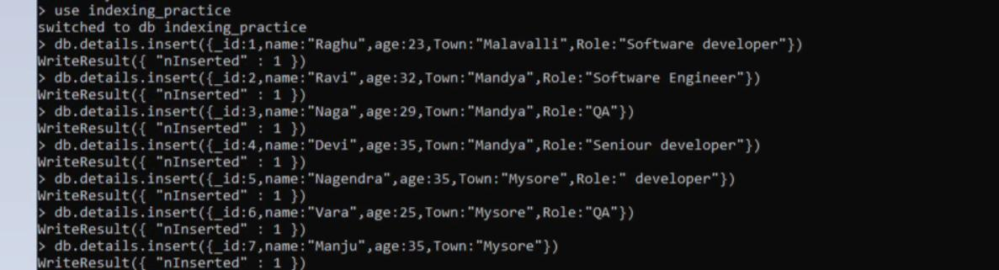 > use indexing_practice
switched to db indexing_practice
> db.details.insert({_id:1,name:"Raghu",age:23,Town:"Malavalli",Role:"Software developer"})
WriteResult({ "nInserted" : 1 })
> db.details.insert({_id:2,name:"Ravi",age:32,Town:"Mandya",Role:"Software Engineer"})
WriteResult({ "nInserted" : 1 })
> db.details.insert({_id:3,name:"Naga",age:29,Town:"Mandya",Role:"QA"})
WriteResult({ "nInserted" : 1 })
> db.details.insert({_id:4,name:"Devi",age:35,Town:"Mandya",Role:"Seniour developer"})
WriteResult({ "nInserted" : 1 })
> db.details.insert({_id:5,name:"Nagendra",age:35,Town:"Mysore",Role:" developer"})
WriteResult({ "nInserted" : 1 })
> db.details.insert({_id:6,name:"Vara",age:25,Town:"Mysore",Role:"QA"})
WriteResult({ "nInserted" : 1 })
> db.details.insert({_id:7,name:"Manju",age:35,Town:"Mysore"})
WriteResult({ "nInserted" : 1 })